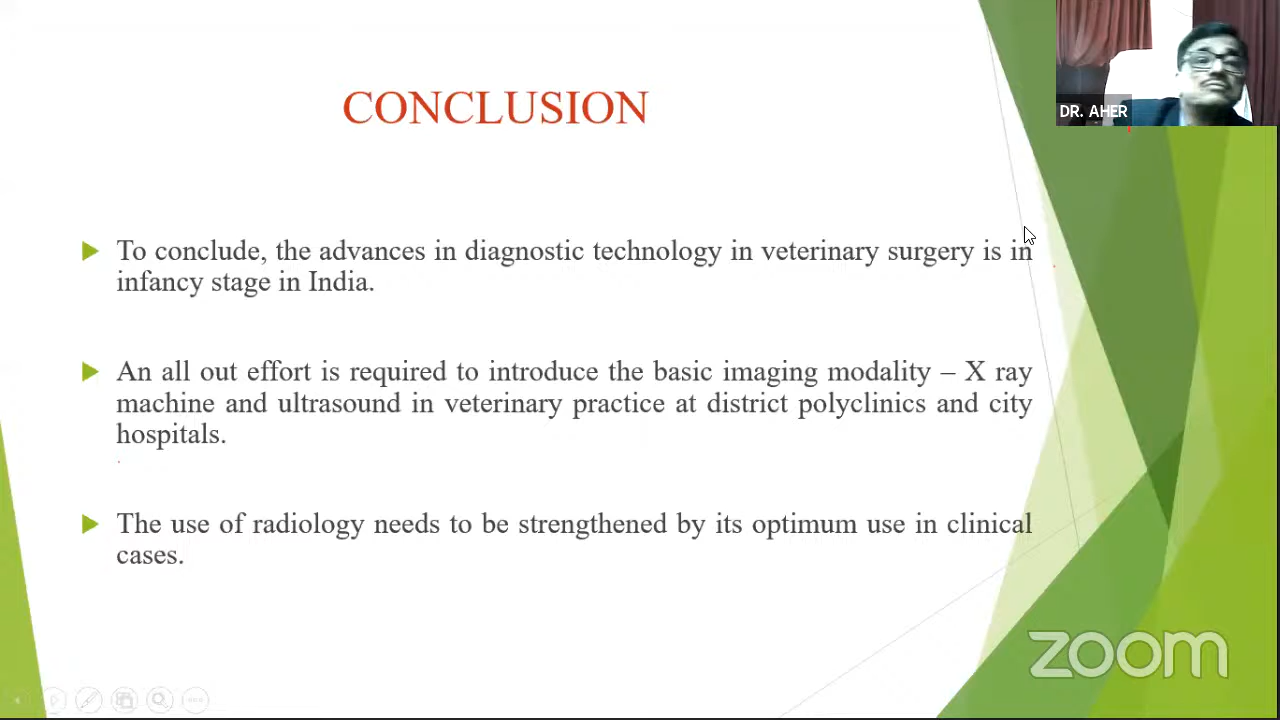 CONCLUSION
DR. AHER
To conclude, the advances in diagnostic technology in veterinary surgery is in
infancy stage in India.
An all out effort is required to introduce the basic imaging modality – X ray
machine and ultrasound in veterinary practice at district polyclinics and city
hospitals.
The use of radiology needs to be strengthened by its optimum use in clinical
cases.
zoom